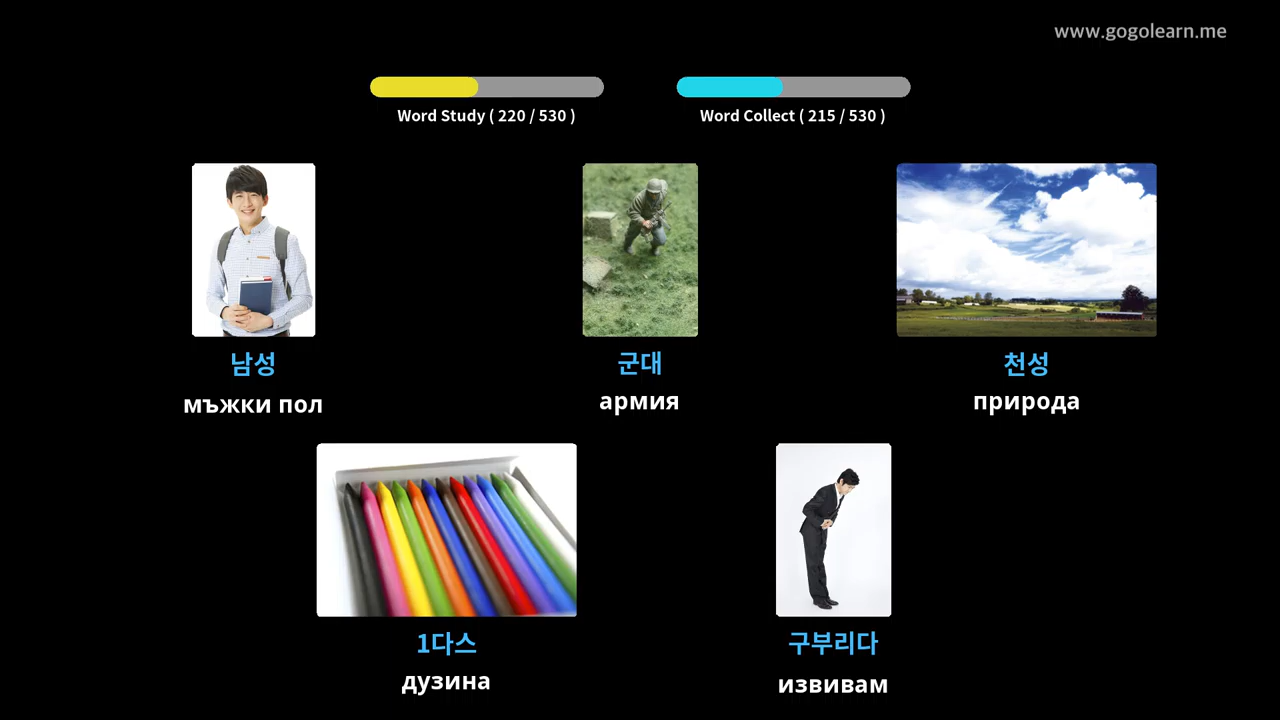 www.gogolearn.me
Word Study ( 220 / 530 )
Word Collect ( 215 / 530 )
남성
мъжки пол
군대
армия
천성
природа
1다스
дузина
구부리다
извивам